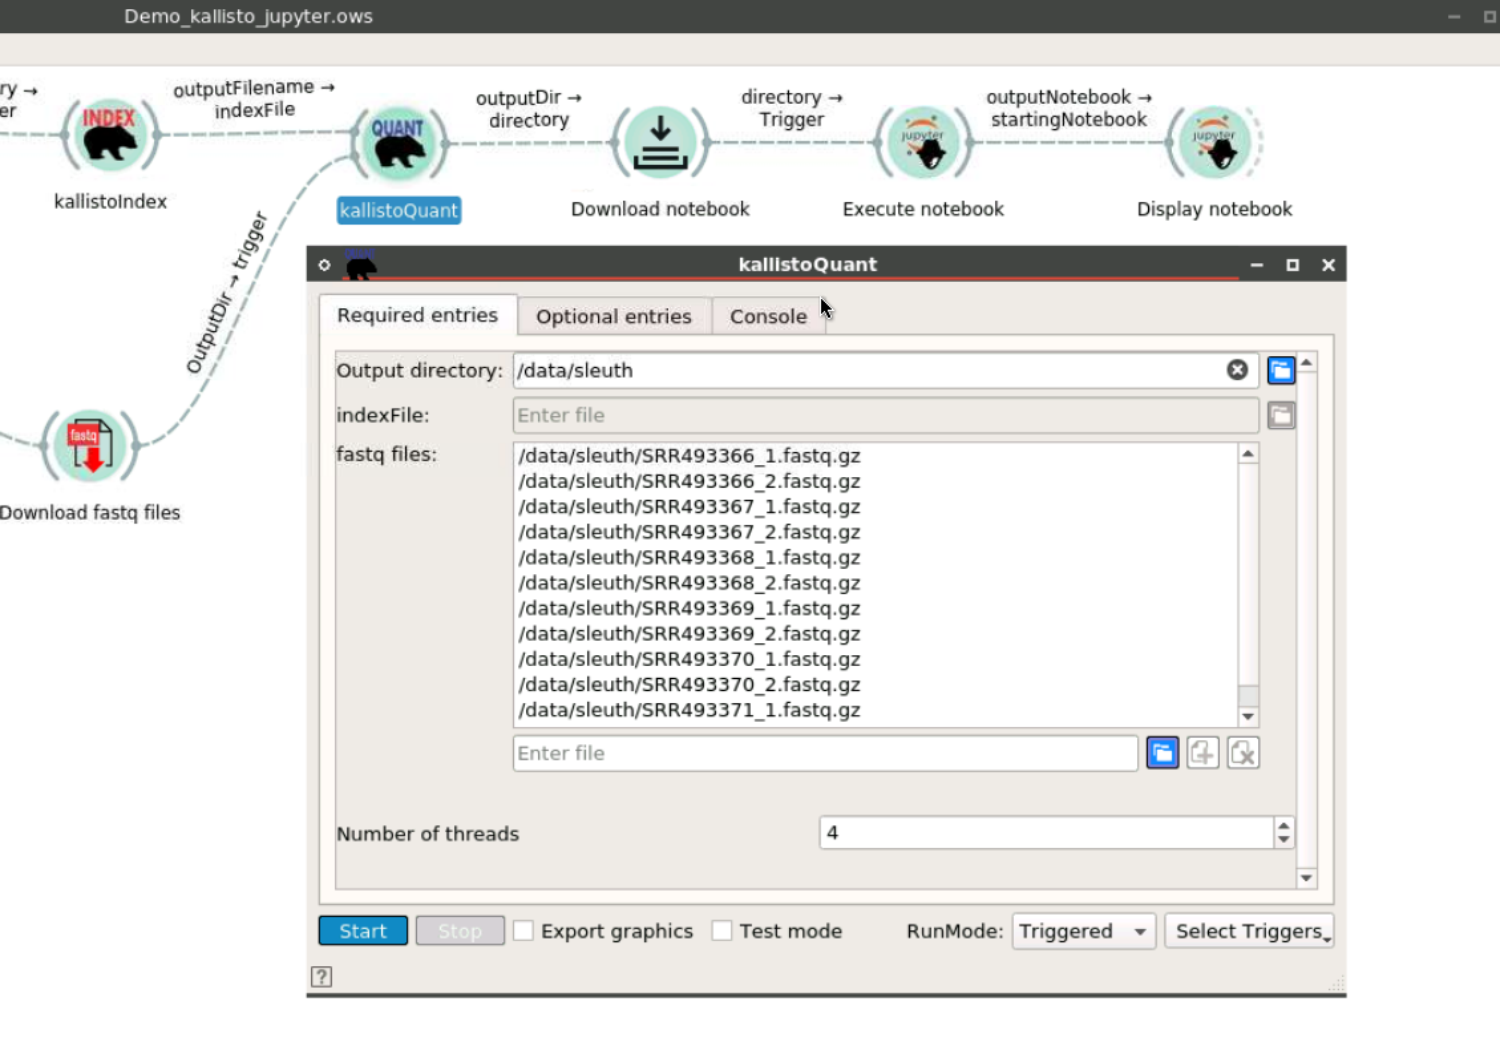 Demo_kallisto_jupyter.ows
ry →
er
INDEX
kallistoIndex
outputFilename →
indexFile
QUANT
kallistoQuant
outputDir →
directory
Download notebook
directory →
Trigger
jupyter
Execute notebook
outputNotebook →
startingNotebook
jupyter
Display notebook
OutputDir → trigger
fastq
Download fastq files
kallistoQuant
Required entries
Optional entries
Console
Output directory: /data/sleuth
indexFile: Enter file
fastq files:
/data/sleuth/SRR493366_1.fastq.gz
/data/sleuth/SRR493366_2.fastq.gz
/data/sleuth/SRR493367_1.fastq.gz
/data/sleuth/SRR493367_2.fastq.gz
/data/sleuth/SRR493368_1.fastq.gz
/data/sleuth/SRR493368_2.fastq.gz
/data/sleuth/SRR493369_1.fastq.gz
/data/sleuth/SRR493369_2.fastq.gz
/data/sleuth/SRR493370_1.fastq.gz
/data/sleuth/SRR493370_2.fastq.gz
/data/sleuth/SRR493371_1.fastq.gz
Enter file
Number of threads 4
Start Stop Export graphics Test mode RunMode: Triggered Select Triggers
?